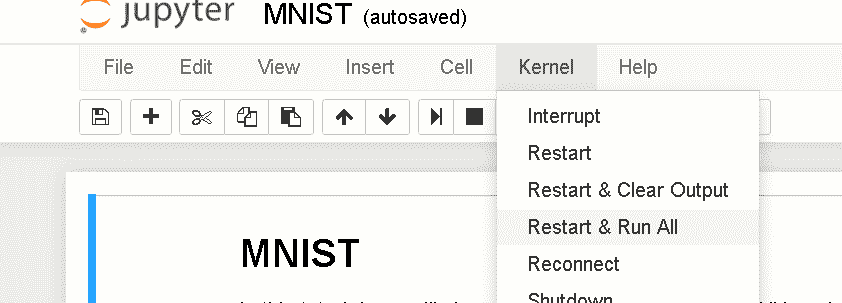 jupyter MNIST (autosaved)
File Edit View Insert Cell Kernel Help
Interrupt
Restart
Restart & Clear Output
Restart & Run All
MNIST
Reconnect
Shutdown